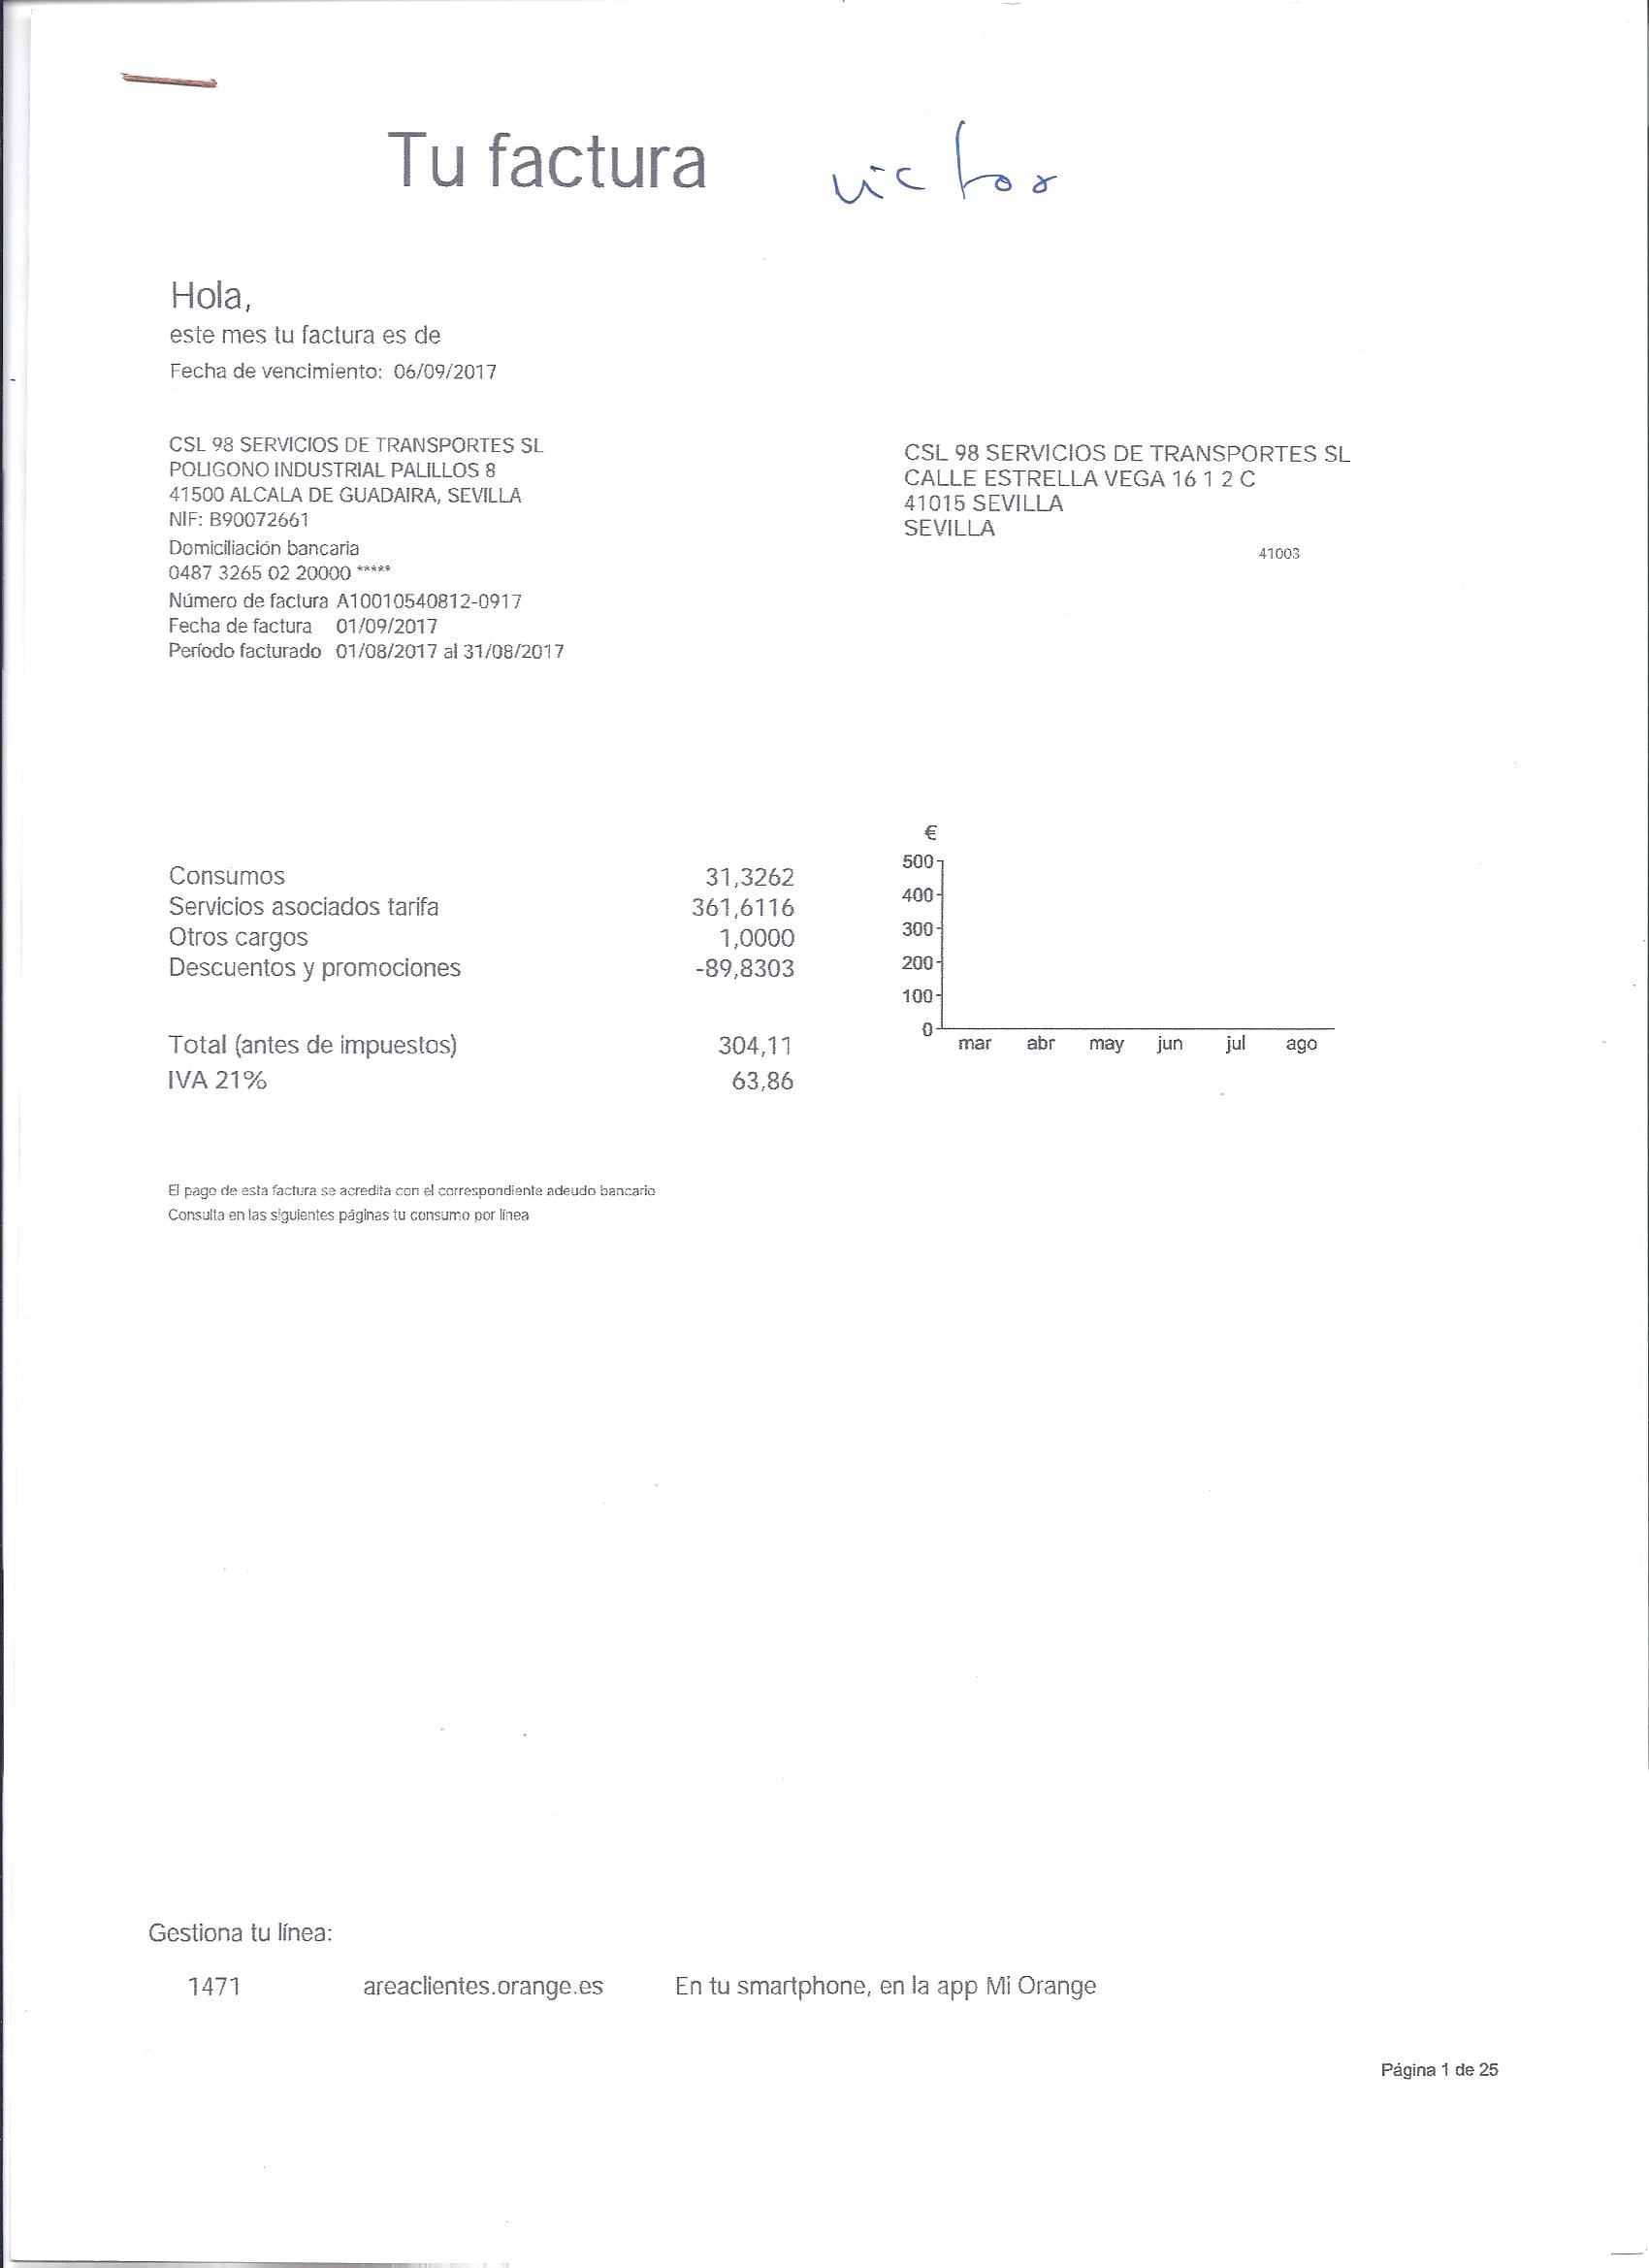 Tu factura
victor
Hola,
este mes tu factura es de
Fecha de vencimiento: 06/09/2017
CSL 98 SERVICIOS DE TRANSPORTES SL
POLIGONO INDUSTRIAL PALILLOS 8
41500 ALCALA DE GUADAIRA, SEVILLA
NIF: B90072661
Domiciliación bancaria
0487 3265 02 20000 *****
Número de factura A10010540812-0917
Fecha de factura 01/09/2017
Período facturado 01/08/2017 al 31/08/2017
CSL 98 SERVICIOS DE TRANSPORTES SL
CALLE ESTRELLA VEGA 16 1 2 C
41015 SEVILLA
SEVILLA
41003
Consumos 31,3262
Servicios asociados tarifa 361,6116
Otros cargos 1,0000
Descuentos y promociones -89,8303
Total (antes de impuestos) 304,11
IVA 21% 63,86
€
500
400
300
200
100
0
mar abr may jun jul ago
El pago de esta factura se acredita con el correspondiente adeudo bancario
Consulta en las siguientes páginas tu consumo por línea
Gestiona tu línea:
1471 areaclientes.orange.es En tu smartphone, en la app Mi Orange
Página 1 de 25